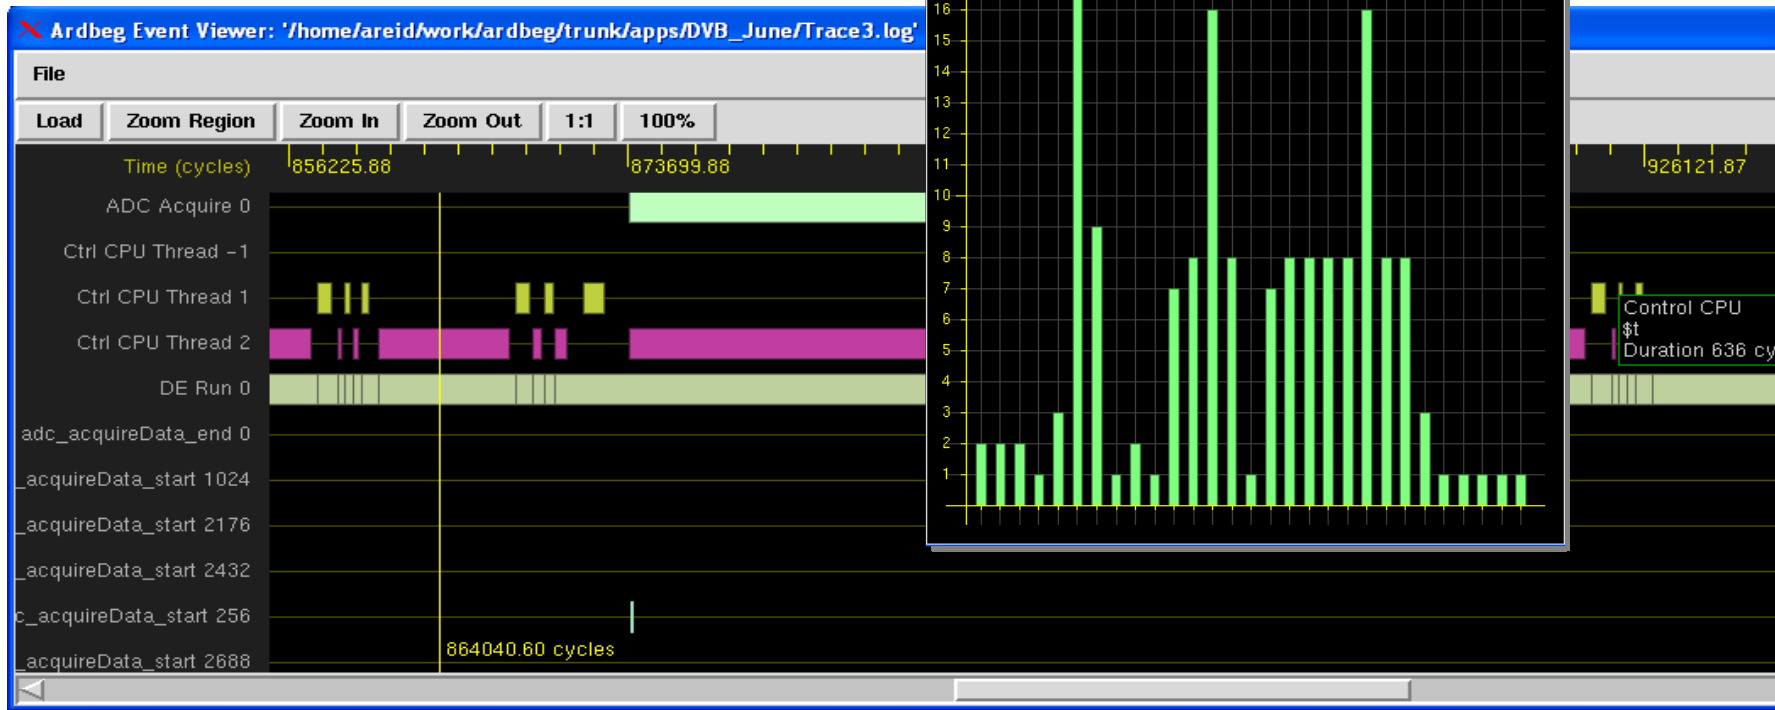 Ardbeg Event Viewer: '/home/areid/work/ardbeg/trunk/apps/DVB_June/Trace3.log'
File
Load Zoom Region Zoom In Zoom Out 1:1 100%
Time (cycles) 856225.88 873699.88 926121.87
ADC Acquire 0
Ctrl CPU Thread -1
Ctrl CPU Thread 1
Ctrl CPU Thread 2
DE Run 0
adc_acquireData_end 0
_acquireData_start 1024
_acquireData_start 2176
_acquireData_start 2432
c_acquireData_start 256
_acquireData_start 2688
864040.60 cycles
16
15
14
13
12
11
10
9
8
7
6
5
4
3
2
1
Control CPU
$t
Duration 636 cy